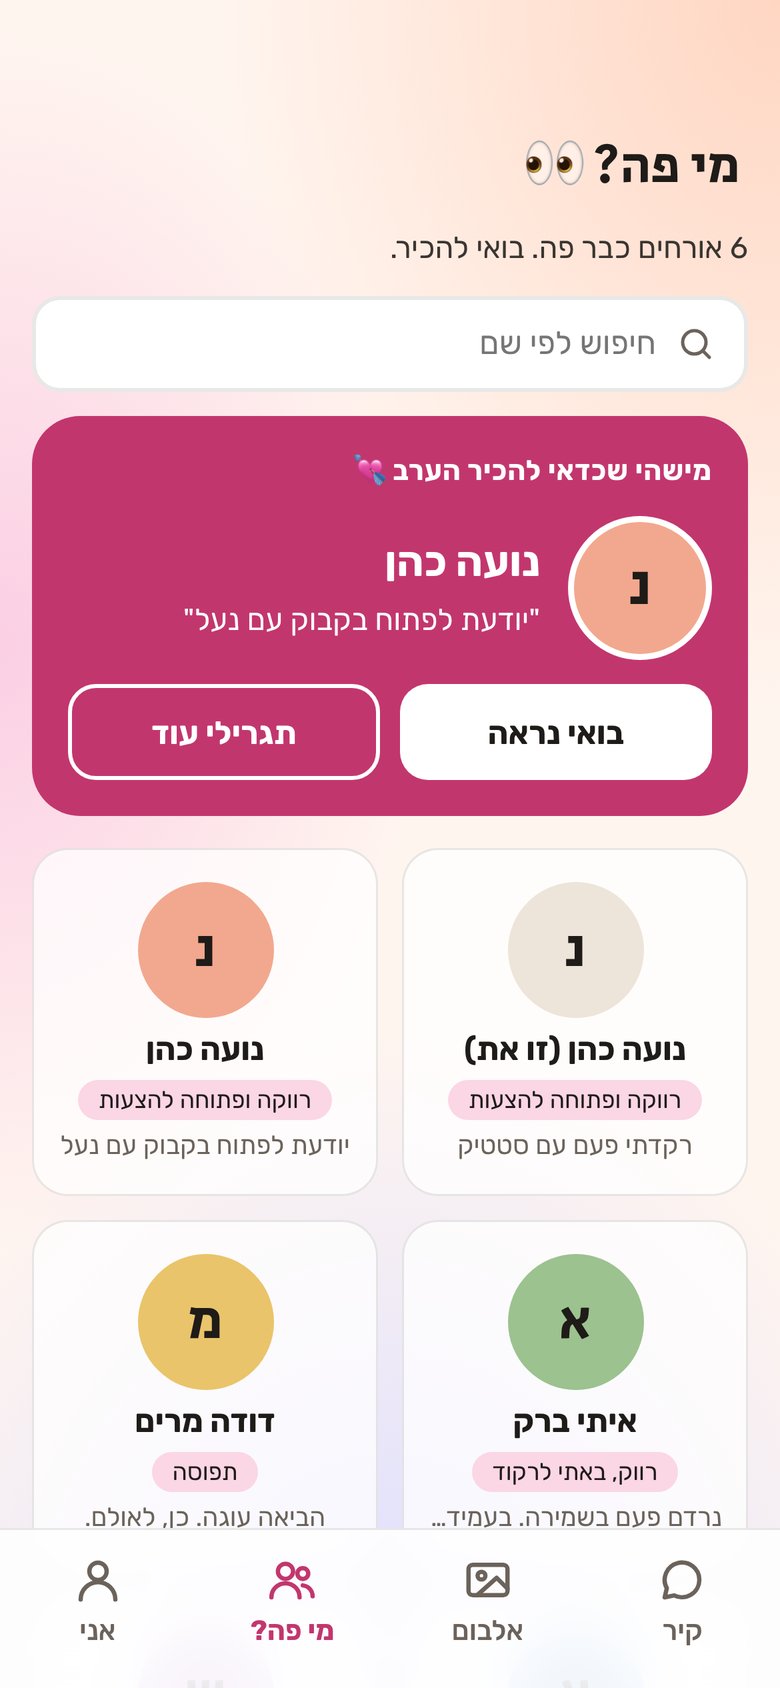 מי פה? 👀
6 אורחים כבר פה. בואי להכיר.
חיפוש לפי שם
מישהי שכדאי להכיר הערב 💘
נ
נועה כהן
"יודעת לפתוח בקבוק עם נעל"
בואי נראה
תגרילי עוד
נ
נועה כהן (זו את)
רווקה ופתוחה להצעות
רקדתי פעם עם סטטיק
נ
נועה כהן
רווקה ופתוחה להצעות
יודעת לפתוח בקבוק עם נעל
א
איתי ברק
רווק, באתי לרקוד
נרדם פעם בשמירה. בעמיד...
מ
דודה מרים
תפוסה
הביאה עוגה. כן, לאולם.
קיר
אלבום
מי פה?
אני